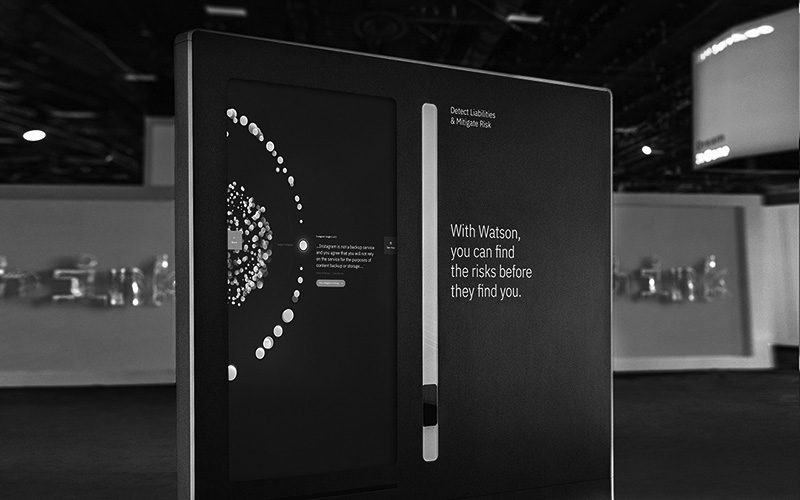 Detect Liabilities
& Mitigate Risk
With Watson,
you can find
the risks before
they find you.
...Instagram is not a backup service
and you agree that you will not rely
on the service for the purposes of
content backup or storage...